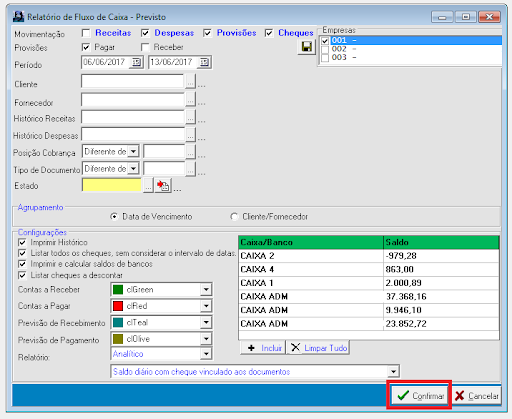 Relatório de Fluxo de Caixa - Previsto
Movimentação Receitas Despesas Provisões Cheques
Empresas
001 -
002 -
003 -
Provisões Pagar Receber
Período 06/06/2017 13/06/2017
Cliente ... ...
Fornecedor ... ...
Histórico Receitas ... ...
Histórico Despesas ... ...
Posição Cobrança Diferente de ... ...
Tipo de Documento Diferente de ... ...
Estado ... ...
Agrupamento
Data de Vencimento Cliente/Fornecedor
Configurações
Imprimir Histórico
Listar todos os cheques, sem considerar o intervalo de datas.
Imprimir e calcular saldos de bancos
Listar cheques a descontar
Contas a Receber clGreen
Contas a Pagar clRed
Previsão de Recebimento clTeal
Previsão de Pagamento clOlive
Relatório: Analítico
Caixa/Banco Saldo
CAIXA 2 -979,28
CAIXA 4 863,00
CAIXA 1 2.000,89
CAIXA ADM 37.368,16
CAIXA ADM 9.946,10
CAIXA ADM 23.852,72
Incluir Limpar Tudo
Saldo diário com cheque vinculado aos documentos
Confirmar Cancelar